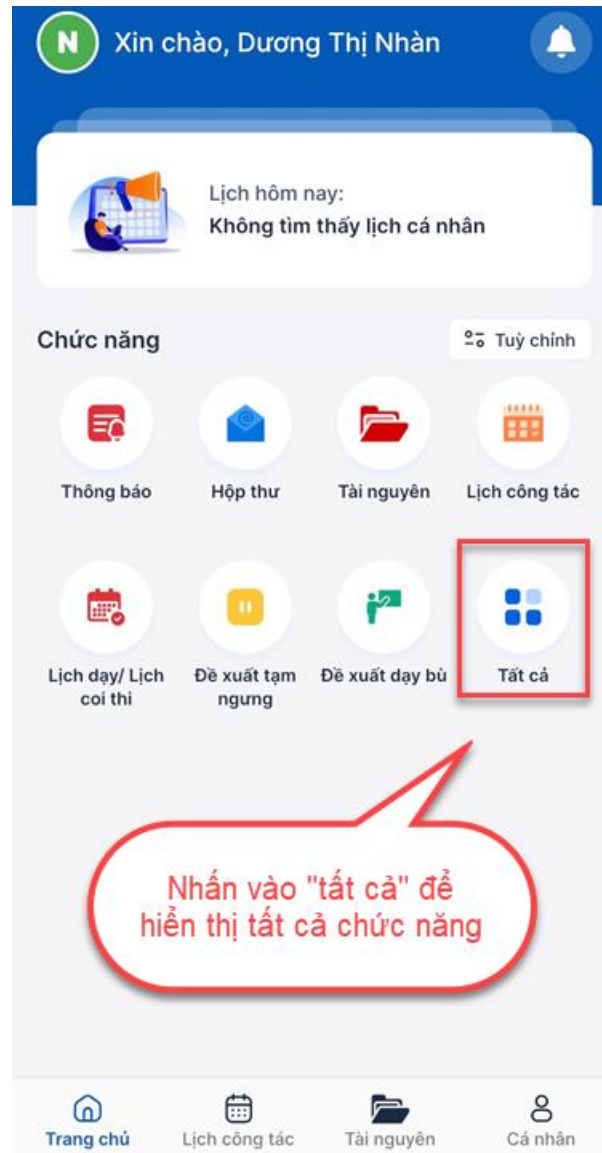 N
Xin chào, Dương Thị Nhàn
Lịch hôm nay:
Không tìm thấy lịch cá nhân
Chức năng
Tuỳ chỉnh
Thông báo
Hộp thư
Tài nguyên
Lịch công tác
Lịch dạy/ Lịch
coi thi
Đề xuất tạm
ngưng
Đề xuất dạy bù
Tất cả
Nhấn vào "tất cả" để
hiển thị tất cả chức năng
Trang chủ
Lịch công tác
Tài nguyên
Cá nhân